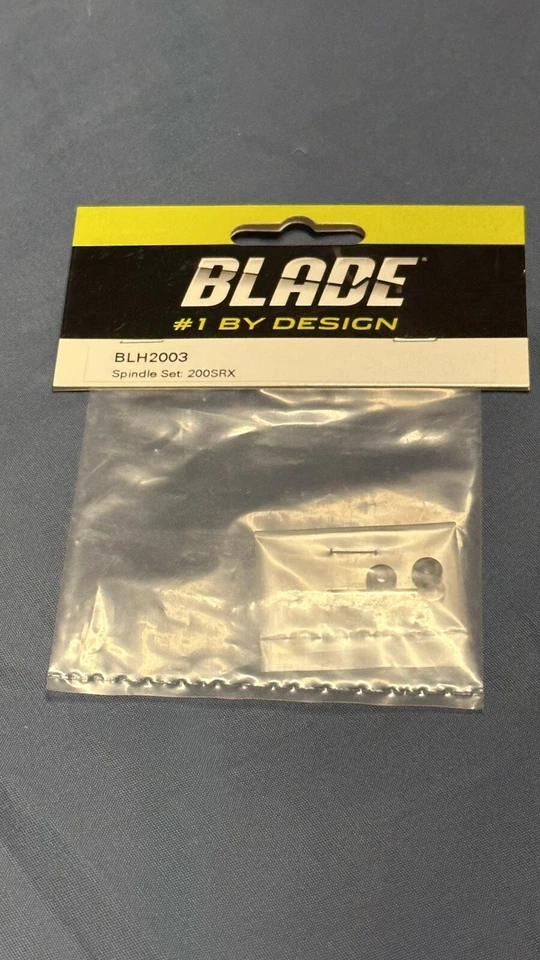 BLADE
#1 BY DESIGN
BLH2003
Spindle Set: 200SRX